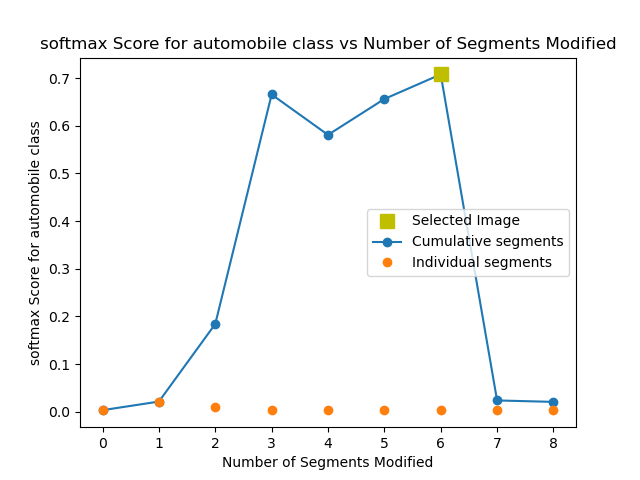 softmax Score for automobile class vs Number of Segments Modified
softmax Score for automobile class
0.7
0.6
0.5
0.4
0.3
0.2
0.1
0.0
Selected Image
Cumulative segments
Individual segments
0 1 2 3 4 5 6 7 8
Number of Segments Modified